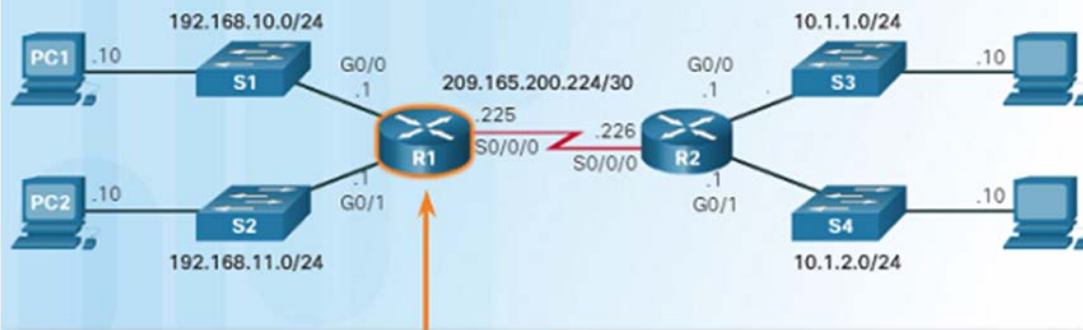 192.168.10.0/24
10.1.1.0/24
PC1
.10
S1
G0/0
.1
209.165.200.224/30
G0/0
.1
S3
.10
.225
.226
R1
S0/0/0
S0/0/0
R2
PC2
.10
S2
.1
G0/1
.1
G0/1
S4
.10
192.168.11.0/24
10.1.2.0/24